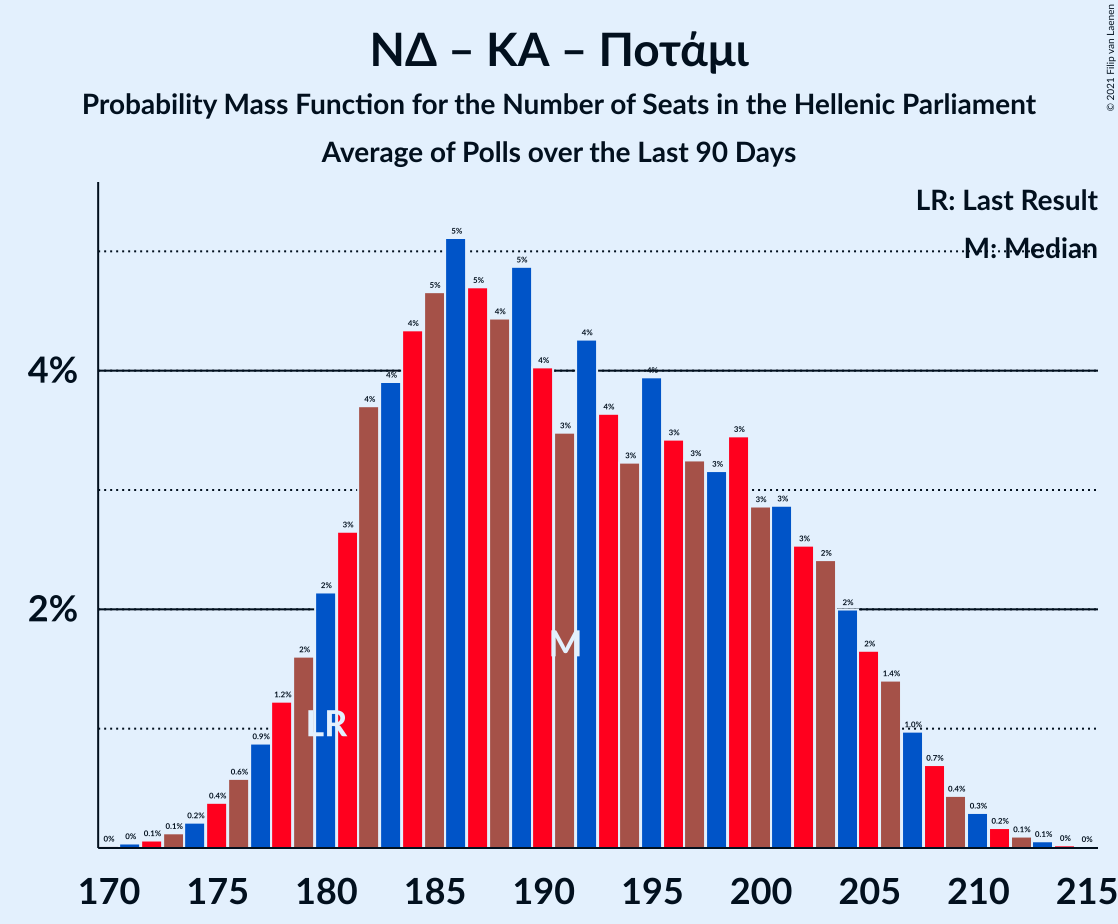 © 2021 Filip van Laenen
ΝΔ – ΚΑ – Ποτάμι
Probability Mass Function for the Number of Seats in the Hellenic Parliament
Average of Polls over the Last 90 Days
LR: Last Result
M: Median
5% 5% 5% 5% 4% 4% 4% 4% 4% 4% 4% 4% 3% 3% 3% 3% 3% 3% 3% 3% 3% 3% 2% 2% 2% 2% 2% 1.4% 1.2% 1.0% 0.9% 0.7% 0.6% 0.4% 0.4% 0.3% 0.2% 0.2% 0.1% 0.1% 0.1% 0.1% 0% 0% 0% 0%
4%
2%
M
LR
170 175 180 185 190 195 200 205 210 215